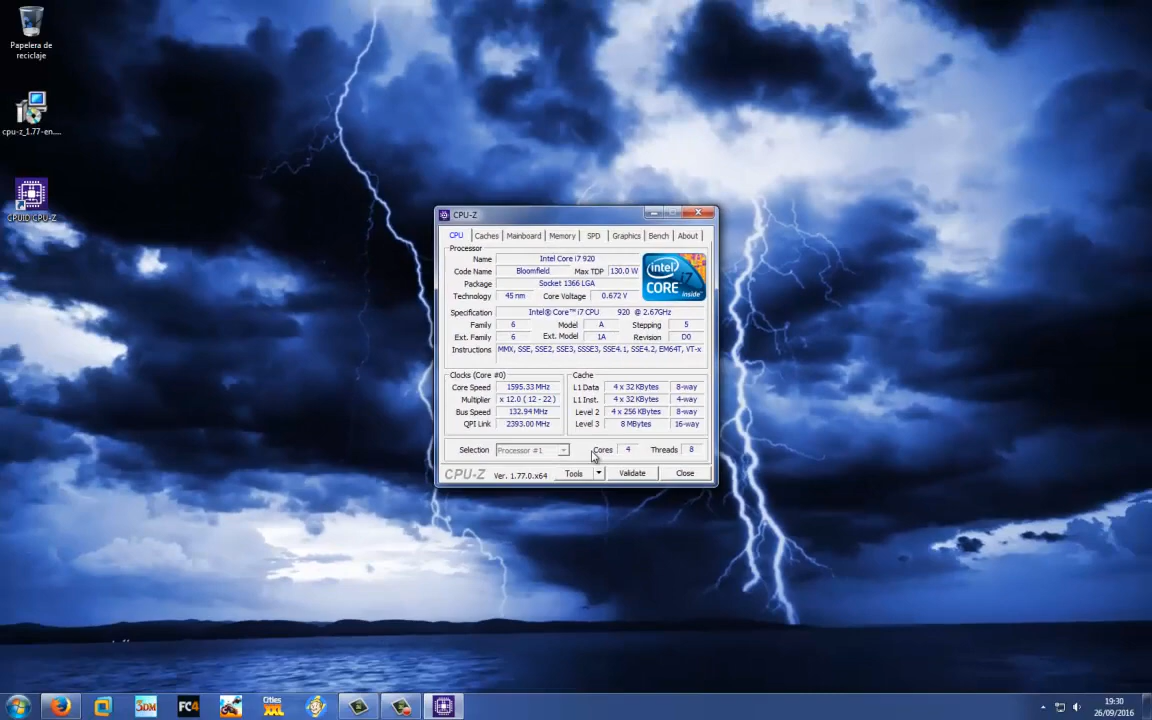 Papelera de
reciclaje
cpu-z_1.77-en....
CPUID CPU-Z
CPU-Z
CPU Caches Mainboard Memory SPD Graphics Bench About
Processor
Name Intel Core i7 920
Code Name Bloomfield Max TDP 130.0 W
Package Socket 1366 LGA
Technology 45 nm Core Voltage 0.672 V
intel CORE i7 inside™
Specification Intel® Core™ i7 CPU 920 @ 2.67GHz
Family 6 Model A Stepping 5
Ext. Family 6 Ext. Model 1A Revision D0
Instructions MMX, SSE, SSE2, SSE3, SSSE3, SSE4.1, SSE4.2, EM64T, VT-x
Clocks (Core #0) Cache
Core Speed 1595.33 MHz L1 Data 4 x 32 KBytes 8-way
Multiplier x 12.0 ( 12 - 22 ) L1 Inst. 4 x 32 KBytes 4-way
Bus Speed 132.94 MHz Level 2 4 x 256 KBytes 8-way
QPI Link 2393.00 MHz Level 3 8 MBytes 16-way
Selection Processor #1 Cores 4 Threads 8
CPU-Z Ver. 1.77.0.x64 Tools Validate Close
3DM FC4 Cities XXL
19:30
26/09/2016